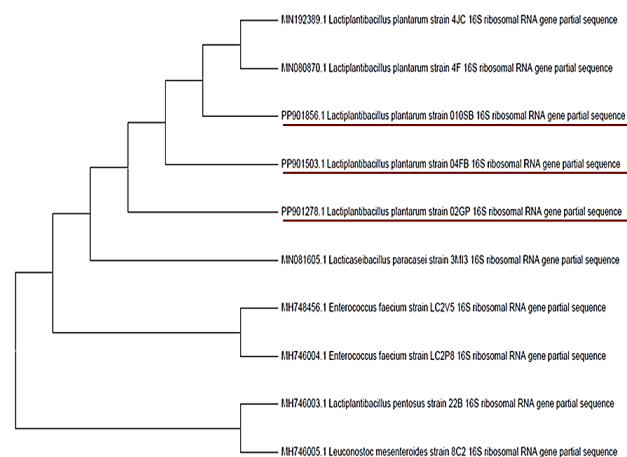 MN192389.1 Lactiplantibacillus plantarum strain 4JC 16S ribosomal RNA gene partial sequence
MN080870.1 Lactiplantibacillus plantarum strain 4F 16S ribosomal RNA gene partial sequence
PP901856.1 Lactiplantibacillus plantarum strain 010SB 16S ribosomal RNA gene partial sequence
PP901503.1 Lactiplantibacillus plantarum strain 04FB 16S ribosomal RNA gene partial sequence
PP901278.1 Lactiplantibacillus plantarum strain 02GP 16S ribosomal RNA gene partial sequence
MN081605.1 Lacticaseibacillus paracasei strain 3MI3 16S ribosomal RNA gene partial sequence
MH748456.1 Enterococcus faecium strain LC2V5 16S ribosomal RNA gene partial sequence
MH746004.1 Enterococcus faecium strain LC2P8 16S ribosomal RNA gene partial sequence
MH746003.1 Lactiplantibacillus pentosus strain 22B 16S ribosomal RNA gene partial sequence
MH746005.1 Leuconostoc mesenteroides strain 8C2 16S ribosomal RNA gene partial sequence